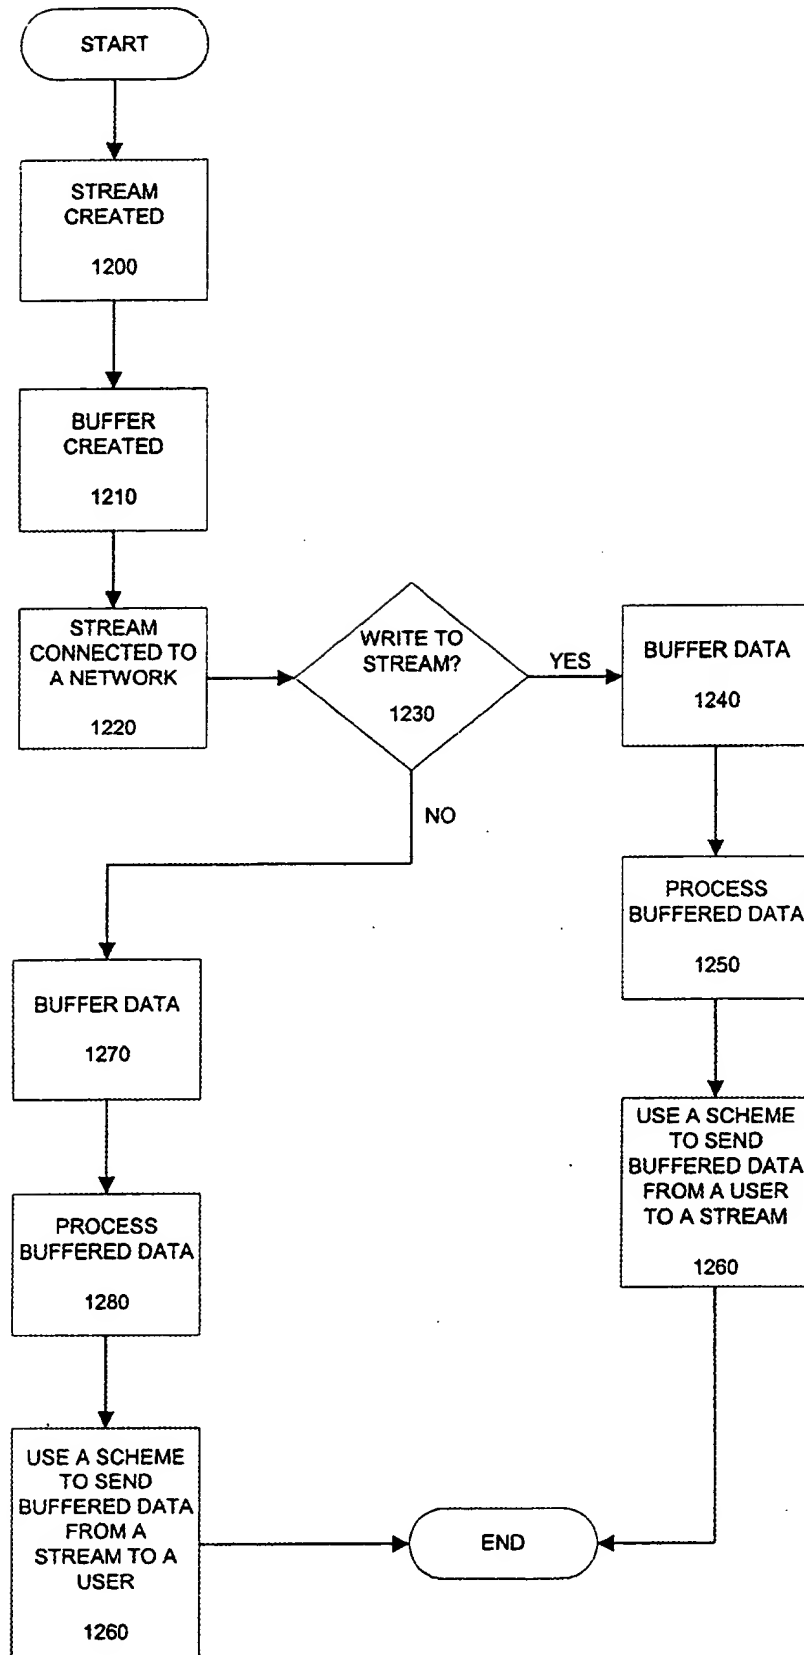 START
STREAM
CREATED
1200
BUFFER
CREATED
1210
STREAM
CONNECTED TO
A NETWORK
1220
WRITE TO
STREAM?
1230
YES
BUFFER DATA
1240
NO
PROCESS
BUFFERED DATA
1250
BUFFER DATA
1270
USE A SCHEME
TO SEND
BUFFERED DATA
FROM A USER
TO A STREAM
1260
PROCESS
BUFFERED DATA
1280
USE A SCHEME
TO SEND
BUFFERED DATA
FROM A
STREAM TO A
USER
1260
END